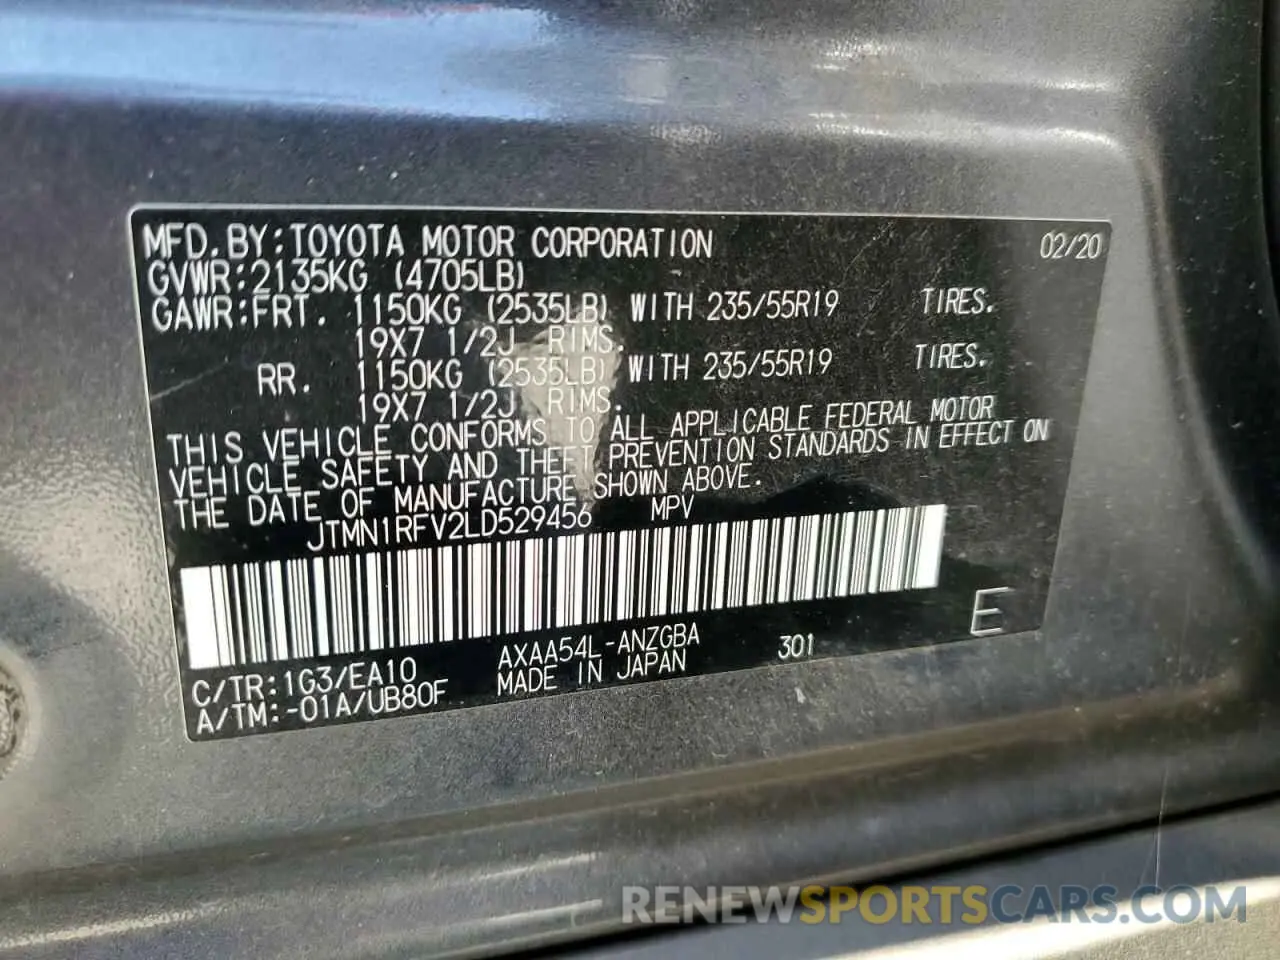 MFD.BY:TOYOTA MOTOR CORPORATION 02/20
GVWR:2135KG (4705LB)
GAWR:FRT. 1150KG (2535LB) WITH 235/55R19 TIRES.
19X7 1/2J RIMS.
RR. 1150KG (2535LB) WITH 235/55R19 TIRES.
19X7 1/2J RIMS.
THIS VEHICLE CONFORMS TO ALL APPLICABLE FEDERAL MOTOR
VEHICLE SAFETY AND THEFT PREVENTION STANDARDS IN EFFECT ON
THE DATE OF MANUFACTURE SHOWN ABOVE.
JTMN1RFV2LD529456 MPV
E
C/TR:1G3/EA10 AXAA54L-ANZGBA 301
A/TM:-01A/UB80F MADE IN JAPAN
RENEWSPORTSCARS.COM